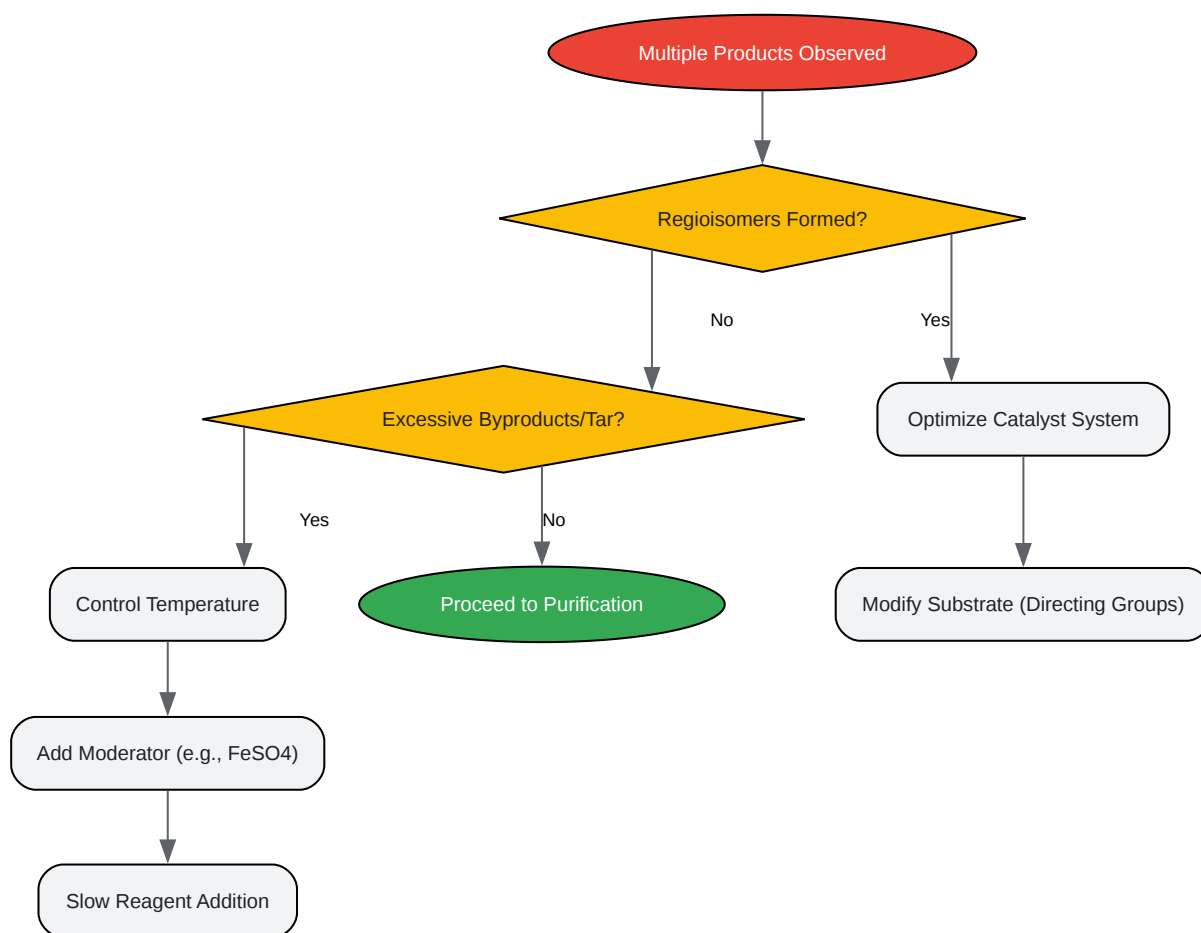 Multiple Products Observed
Regioisomers Formed?
No
Yes
Excessive Byproducts/Tar?
Optimize Catalyst System
Yes
No
Control Temperature
Proceed to Purification
Modify Substrate (Directing Groups)
Add Moderator (e.g., FeSO4)
Slow Reagent Addition